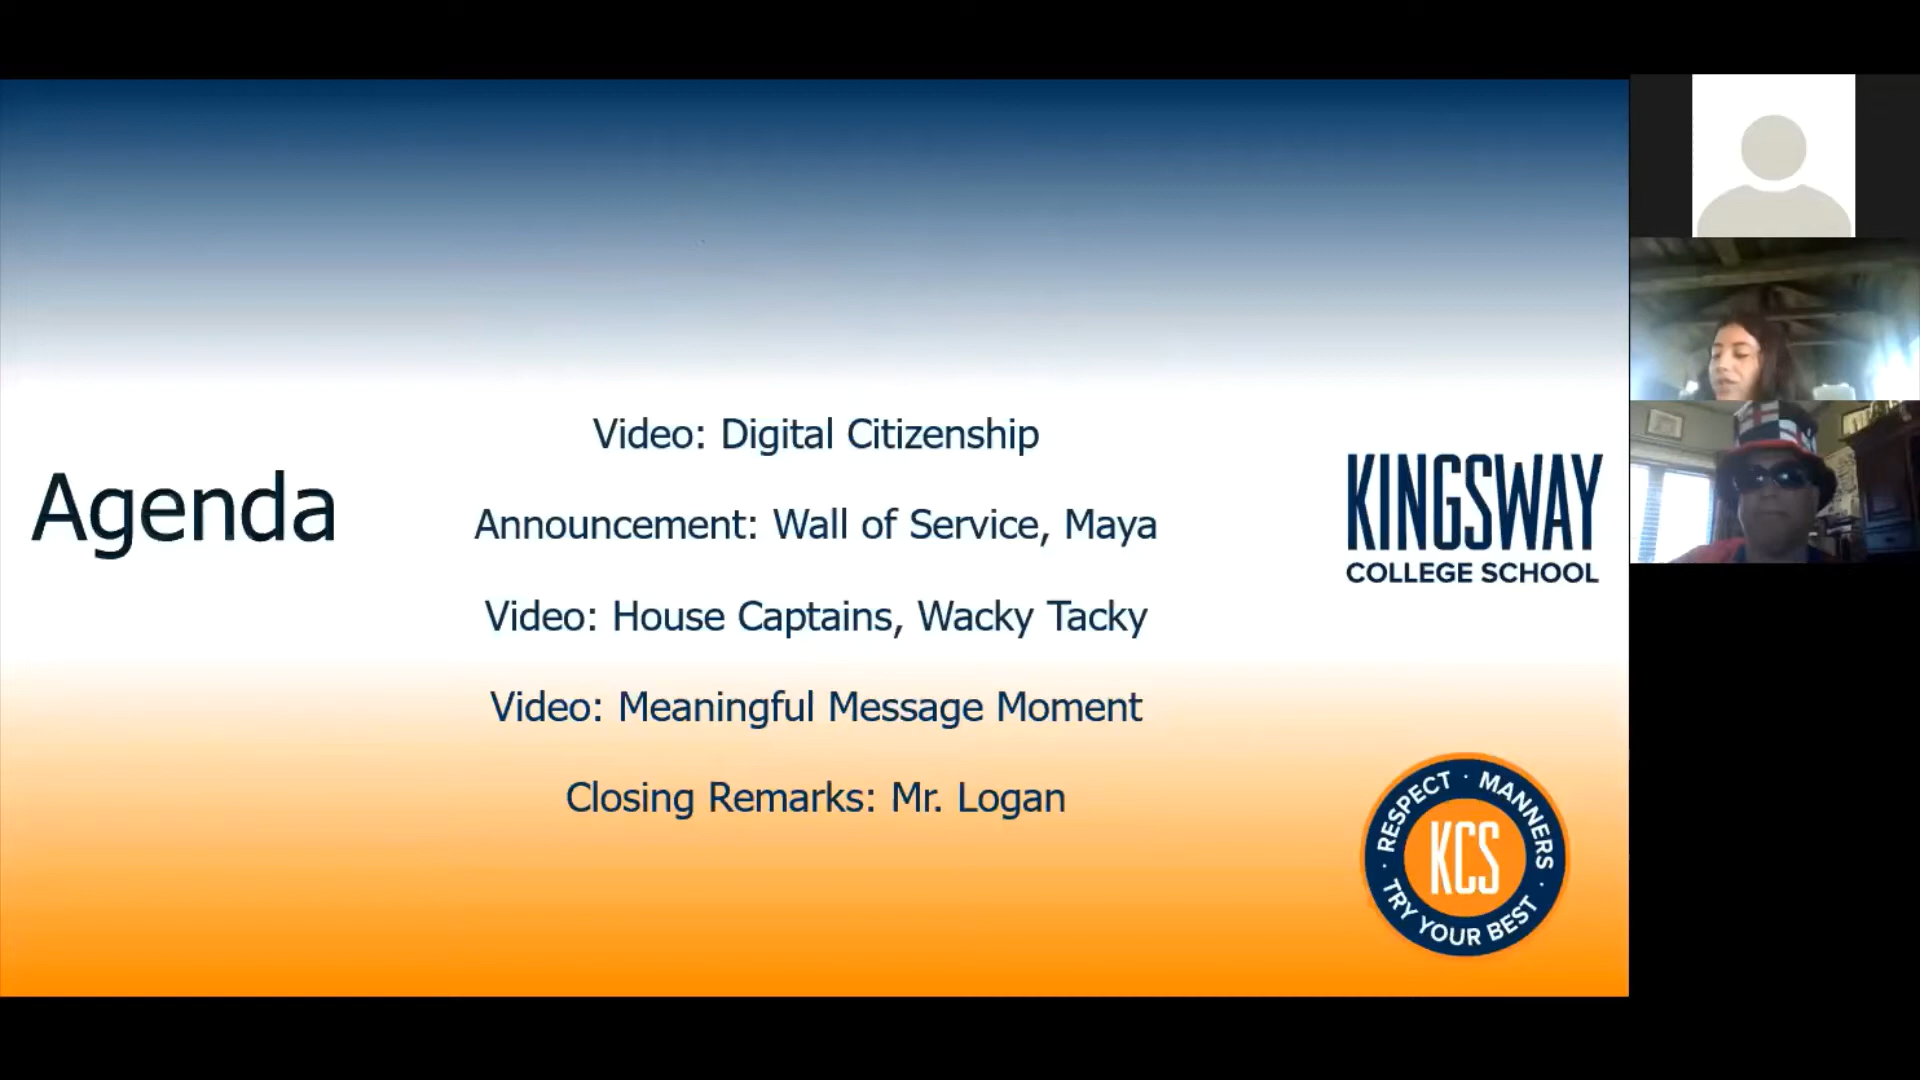 Agenda
Video: Digital Citizenship
Announcement: Wall of Service, Maya
Video: House Captains, Wacky Tacky
Video: Meaningful Message Moment
Closing Remarks: Mr. Logan
KINGSWAY
COLLEGE SCHOOL
RESPECT · MANNERS ·
TRY YOUR BEST ·
KCS